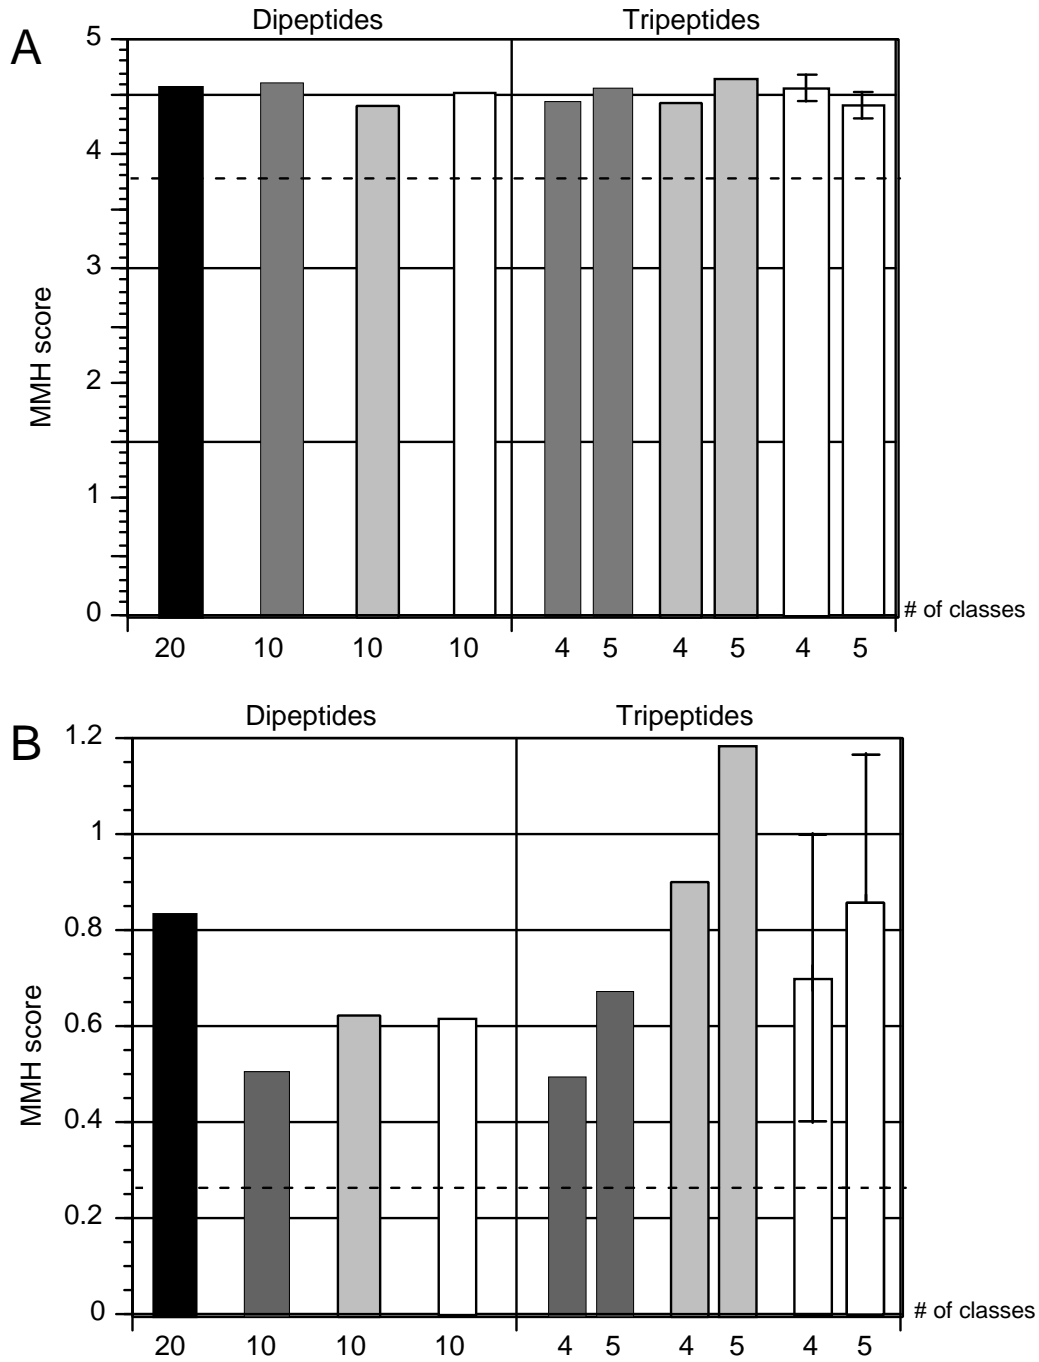 A
Dipeptides Tripeptides
5
4
3
2
1
0
MMH score
# of classes
20 10 10 10 4 5 4 5 4 5
B
Dipeptides Tripeptides
1.2
1
0.8
0.6
0.4
0.2
0
MMH score
# of classes
20 10 10 10 4 5 4 5 4 5